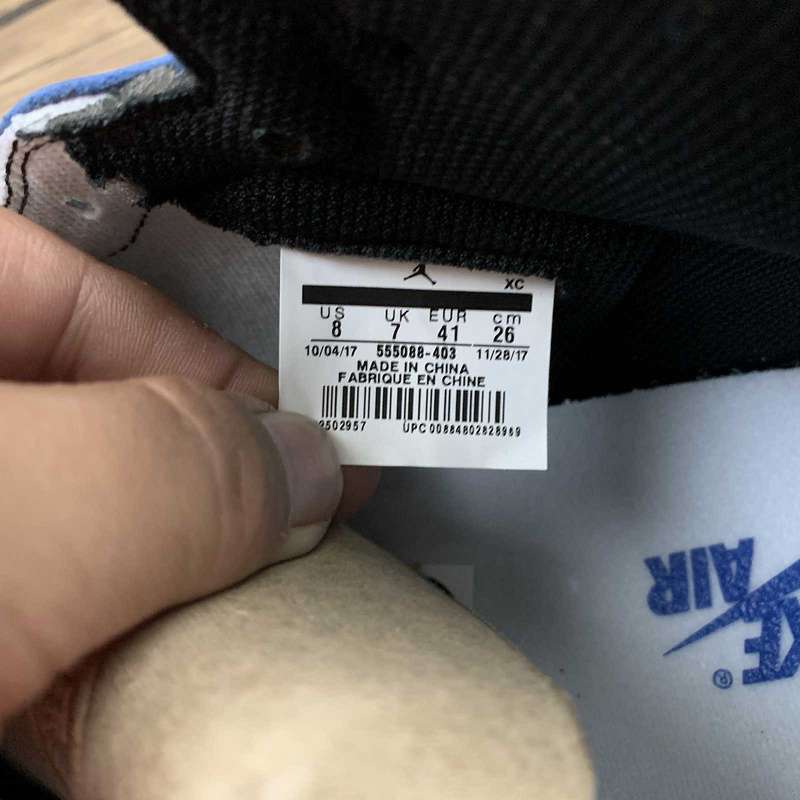 XC
US UK EUR cm
8 7 41 26
10/04/17 555088-403 11/28/17
MADE IN CHINA
FABRIQUE EN CHINE
2502957 UPC 00884802828989
AIR
®